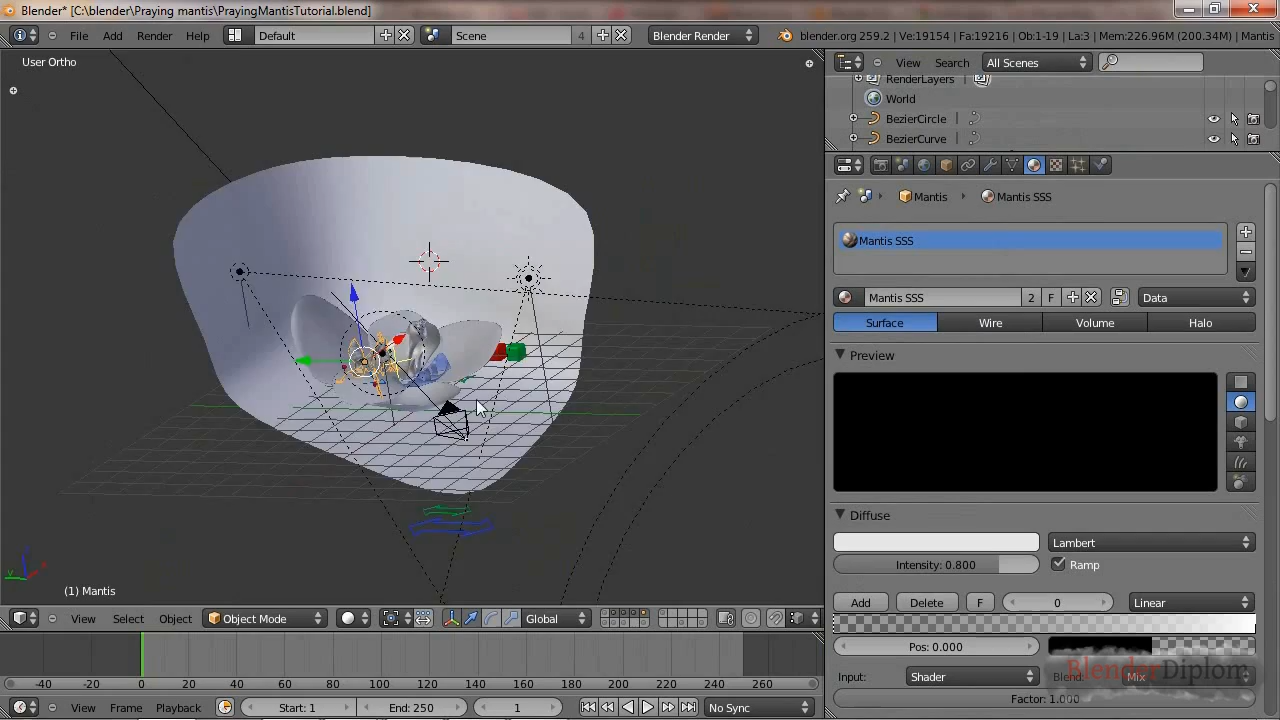 Blender* [C:\blender\Praying mantis\PrayingMantisTutorial.blend]
File Add Render Help Default Scene 4 Blender Render blender.org 259.2 | Ve:19154 | Fa:19216 | Ob:1-19 | La:3 | Mem:226.96M (200.34M) | Mantis
User Ortho
View Search All Scenes
RenderLayers
World
BezierCircle
BezierCurve
Mantis Mantis SSS
Mantis SSS
Mantis SSS 2 F Data
Surface Wire Volume Halo
Preview
Diffuse
Lambert
Intensity: 0.800 Ramp
Add Delete F 0 Linear
Pos: 0.000
Input: Shader Blend: Mix
Factor: 1.000
BlenderDiplom
(1) Mantis
View Select Object Object Mode Global
-40 -20 0 20 40 60 80 100 120 140 160 180 200 220 240 260
View Frame Playback Start: 1 End: 250 1 No Sync